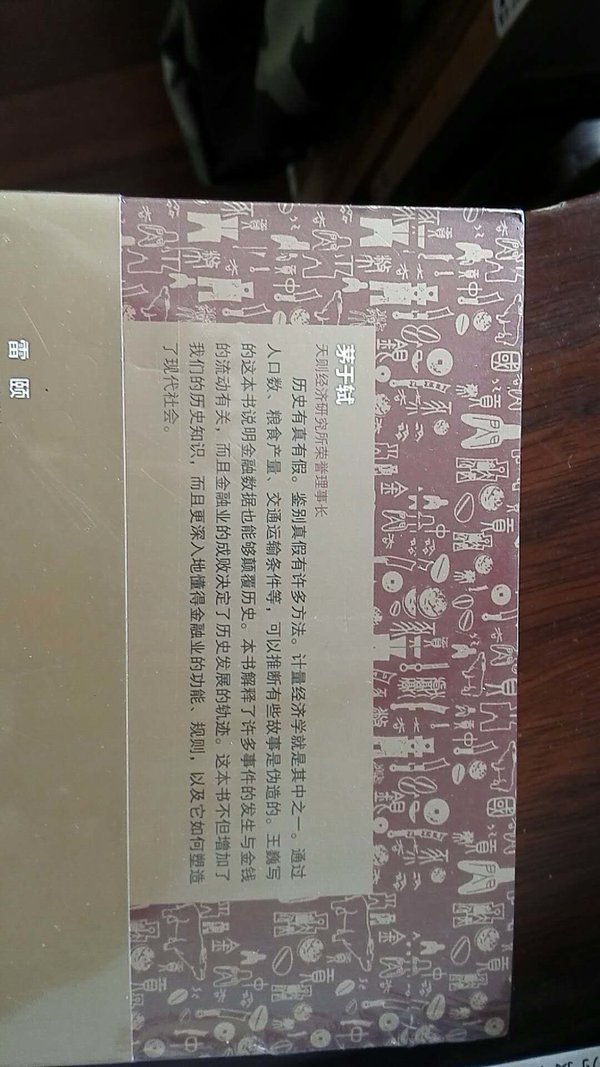 茅于轼
天则经济研究所荣誉理事长
历史有真有假。鉴别真假有许多方法。计量经济学就是其中之一。通过
人口数、粮食产量、交通运输条件等，可以推断有些故事是伪造的。王巍写
的这本书说明金融数据也能够颠覆历史。本书解释了许多事件的发生与金钱
的流动有关，而且金融业的成败决定了历史发展的轨迹。这本书不但增加了
我们的历史知识，而且更深入地懂得金融业的功能、规则，以及它如何塑造
了现代社会。
雷 颐